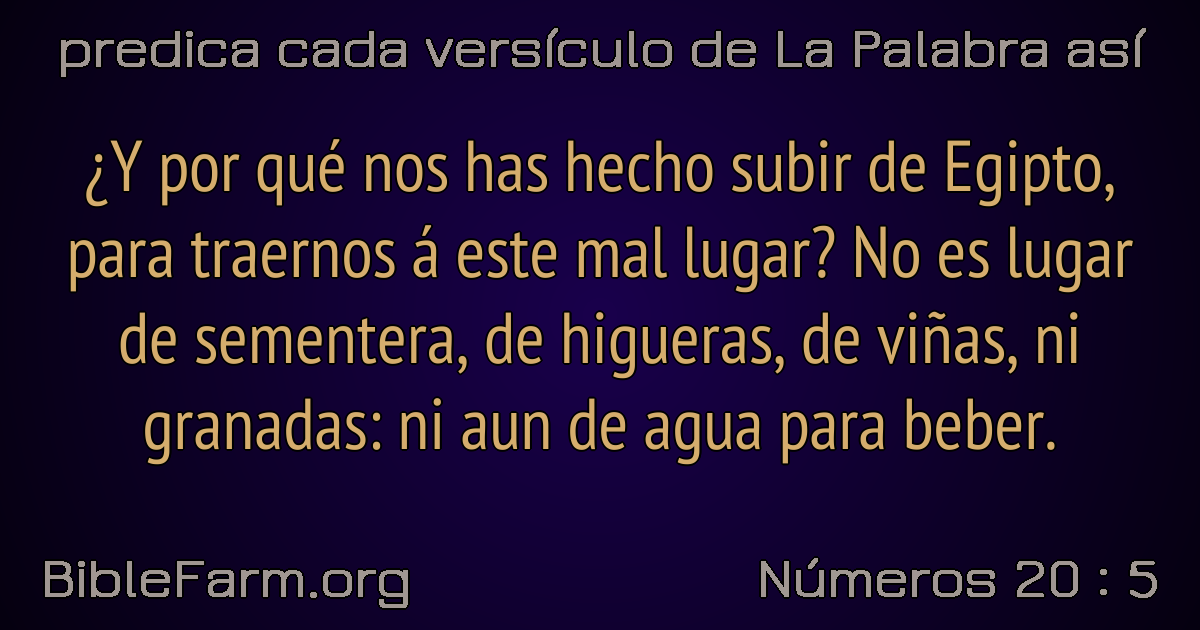 predica cada versículo de La Palabra así
¿Y por qué nos has hecho subir de Egipto,
para traernos á este mal lugar? No es lugar
de sementera, de higueras, de viñas, ni
granadas: ni aun de agua para beber.
BibleFarm.org
Números 20 : 5